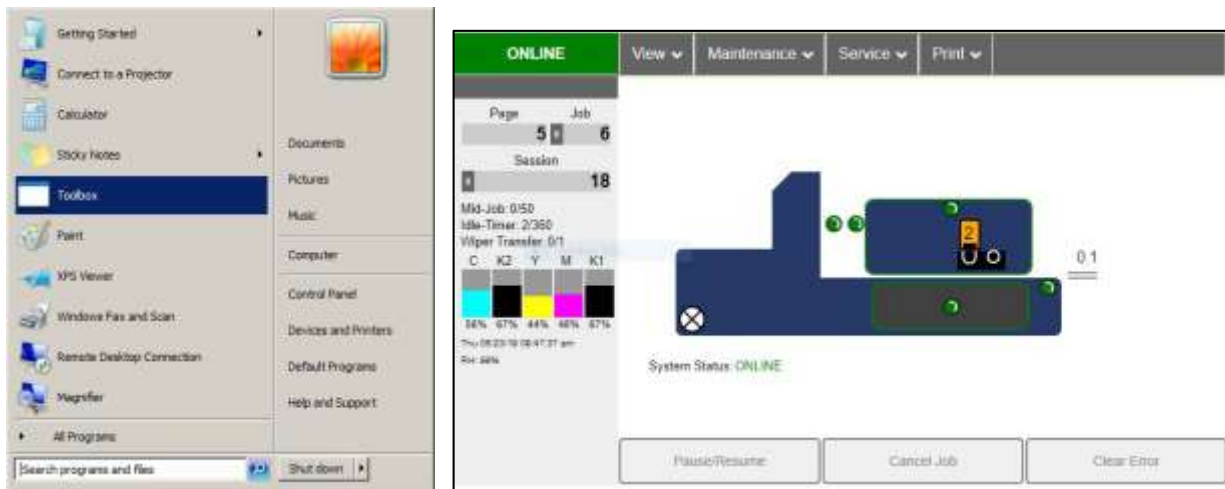 Getting Started
Connect to a Projector
Calculator
Sticky Notes
Toolbox
Paint
XPS Viewer
Windows Fax and Scan
Remote Desktop Connection
Magnifier
All Programs
Search programs and files
Documents
Pictures
Music
Computer
Control Panel
Devices and Printers
Default Programs
Help and Support
Shut down
ONLINE
View
Maintenance
Service
Print
Page Job
5 6
Session
18
Mid-Job: 0/50
Idle-Timer: 2/360
Wiper Transfer: 0/1
C K2 Y M K1
67% 44% 67%
2
0.1
System Status: ONLINE
Pause/Resume
Cancel Job
Clear Error